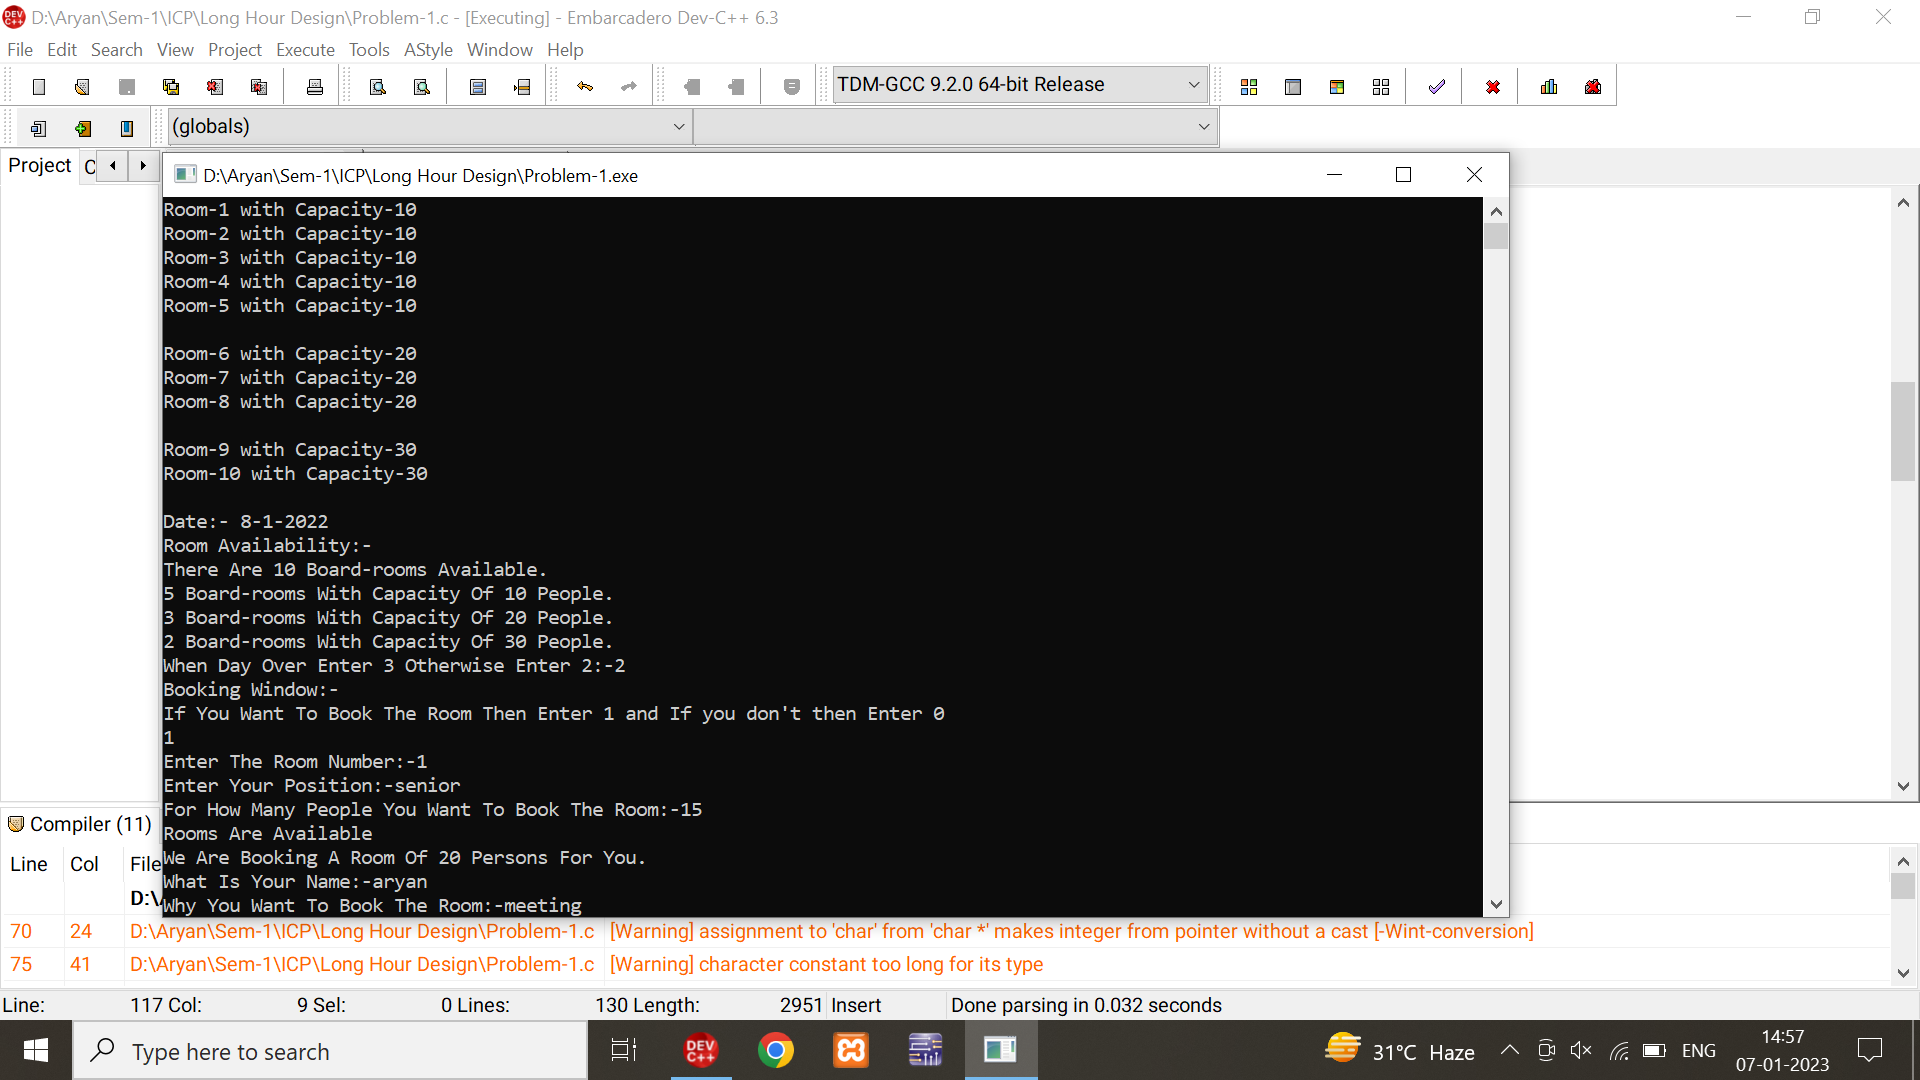 D:\Aryan\Sem-1\ICP\Long Hour Design\Problem-1.c - [Executing] - Embarcadero Dev-C++ 6.3
File Edit Search View Project Execute Tools AStyle Window Help
TDM-GCC 9.2.0 64-bit Release
(globals)
Project
D:\Aryan\Sem-1\ICP\Long Hour Design\Problem-1.exe
Room-1 with Capacity-10
Room-2 with Capacity-10
Room-3 with Capacity-10
Room-4 with Capacity-10
Room-5 with Capacity-10
Room-6 with Capacity-20
Room-7 with Capacity-20
Room-8 with Capacity-20
Room-9 with Capacity-30
Room-10 with Capacity-30
Date:- 8-1-2022
Room Availability:-
There Are 10 Board-rooms Available.
5 Board-rooms With Capacity Of 10 People.
3 Board-rooms With Capacity Of 20 People.
2 Board-rooms With Capacity Of 30 People.
When Day Over Enter 3 Otherwise Enter 2:-2
Booking Window:-
If You Want To Book The Room Then Enter 1 and If you don't then Enter 0
1
Enter The Room Number:-1
Enter Your Position:-senior
For How Many People You Want To Book The Room:-15
Rooms Are Available
We Are Booking A Room Of 20 Persons For You.
What Is Your Name:-aryan
Why You Want To Book The Room:-meeting
Compiler (11)
Line Col File
D:\
70 24 D:\Aryan\Sem-1\ICP\Long Hour Design\Problem-1.c [Warning] assignment to 'char' from 'char *' makes integer from pointer without a cast [-Wint-conversion]
75 41 D:\Aryan\Sem-1\ICP\Long Hour Design\Problem-1.c [Warning] character constant too long for its type
Line: 117 Col: 9 Sel: 0 Lines: 130 Length: 2951 Insert Done parsing in 0.032 seconds
Type here to search
DEV C++
31°C Haze
ENG
14:57
07-01-2023